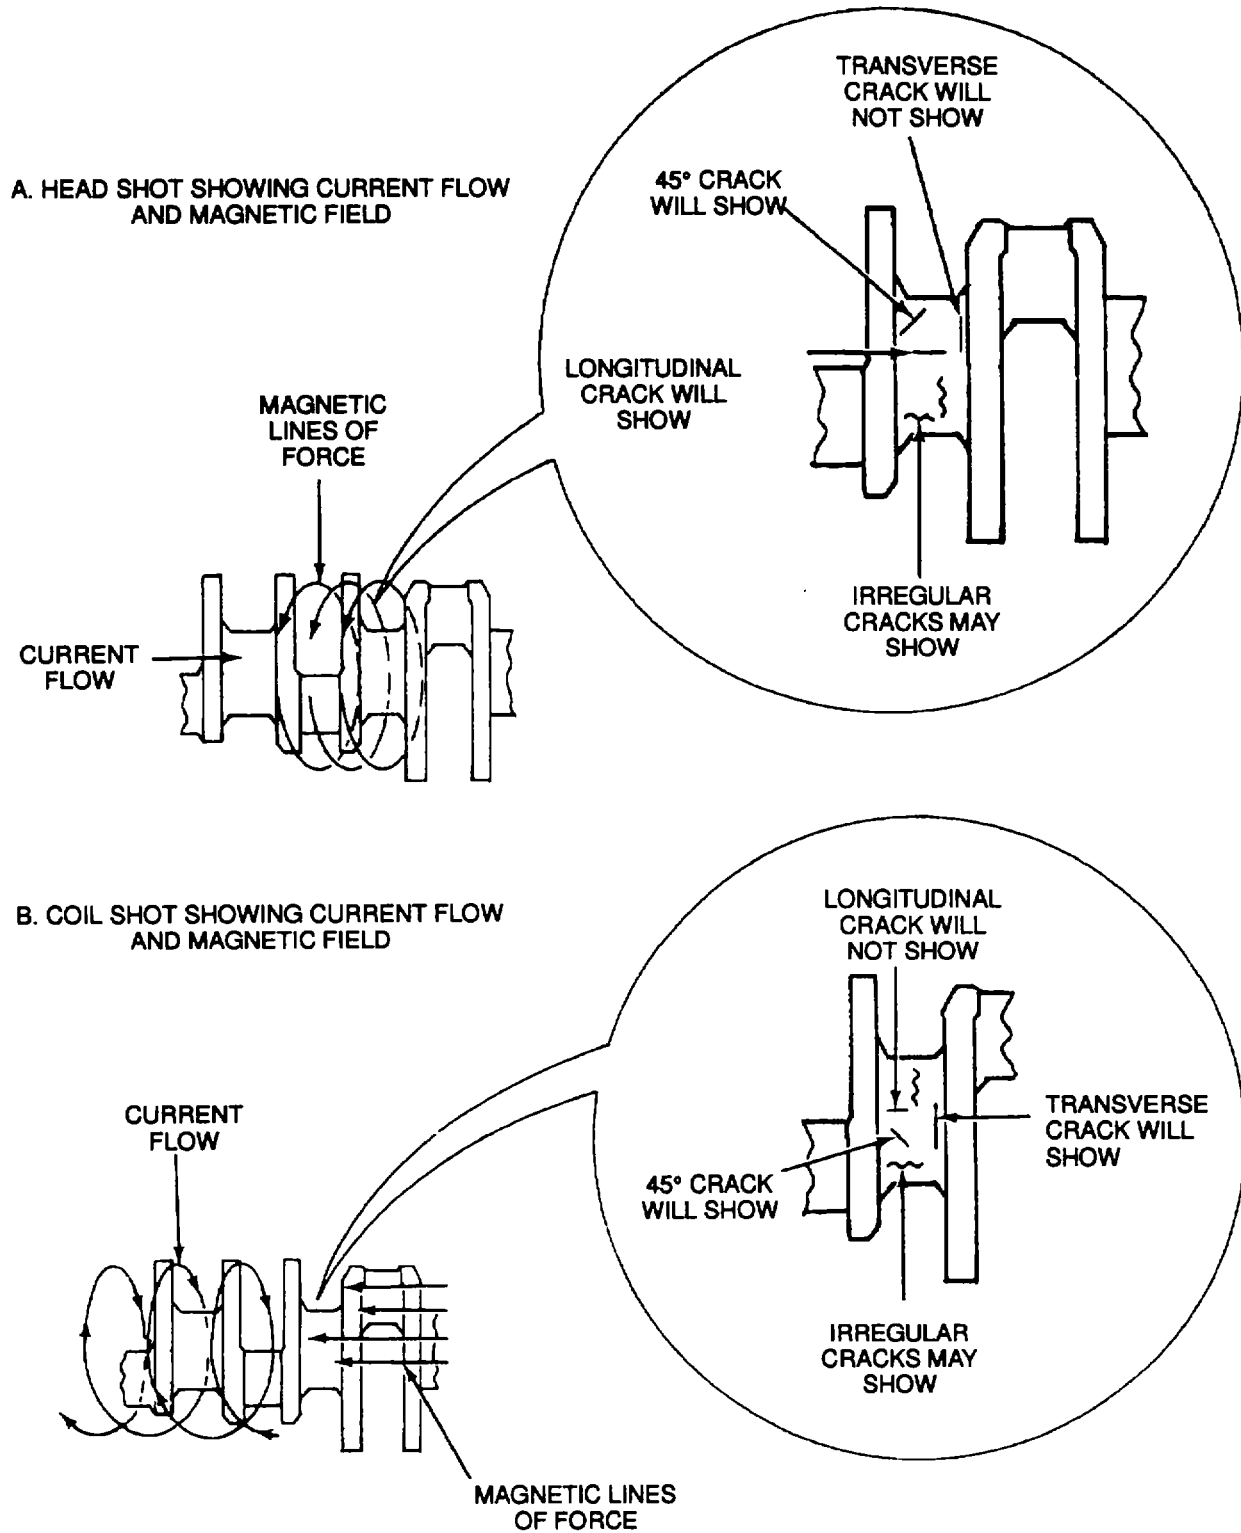 A. HEAD SHOT SHOWING CURRENT FLOW
AND MAGNETIC FIELD
TRANSVERSE
CRACK WILL
NOT SHOW
45° CRACK
WILL SHOW
LONGITUDINAL
CRACK WILL
SHOW
MAGNETIC
LINES OF
FORCE
IRREGULAR
CRACKS MAY
SHOW
CURRENT
FLOW
B. COIL SHOT SHOWING CURRENT FLOW
AND MAGNETIC FIELD
LONGITUDINAL
CRACK WILL
NOT SHOW
CURRENT
FLOW
TRANSVERSE
CRACK WILL
SHOW
45° CRACK
WILL SHOW
IRREGULAR
CRACKS MAY
SHOW
MAGNETIC LINES
OF FORCE